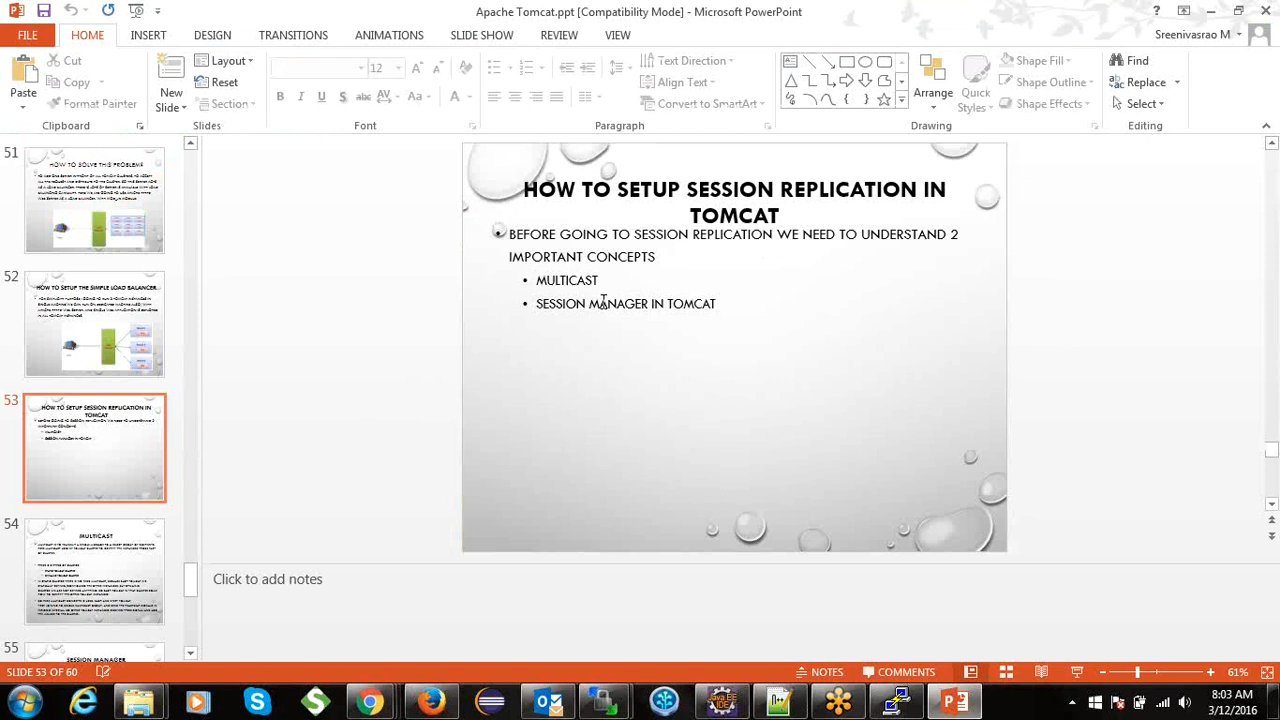 Apache Tomcat.ppt [Compatibility Mode] - Microsoft PowerPoint
FILE HOME INSERT DESIGN TRANSITIONS ANIMATIONS SLIDE SHOW REVIEW VIEW Sreenivasrao M
Paste
Cut
Copy
Format Painter
Clipboard
New
Slide
Layout
Reset
Section
Slides
12
B I U S abc AV Aa A
Font
Text Direction
Align Text
Convert to SmartArt
Paragraph
Arrange
Quick
Styles
Shape Fill
Shape Outline
Shape Effects
Drawing
Find
Replace
Select
Editing
51
HOW TO SOLVE THIS PROBLEMS
52
HOW TO SETUP THE SIMPLE LOAD BALANCER
53
HOW TO SETUP SESSION REPLICATION IN
TOMCAT
54
MULTICAST
55
SESSION MANAGER
HOW TO SETUP SESSION REPLICATION IN
TOMCAT
• BEFORE GOING TO SESSION REPLICATION WE NEED TO UNDERSTAND 2
IMPORTANT CONCEPTS
• MULTICAST
• SESSION MANAGER IN TOMCAT
Click to add notes
SLIDE 53 OF 60 NOTES COMMENTS 61%
8:03 AM
3/12/2016